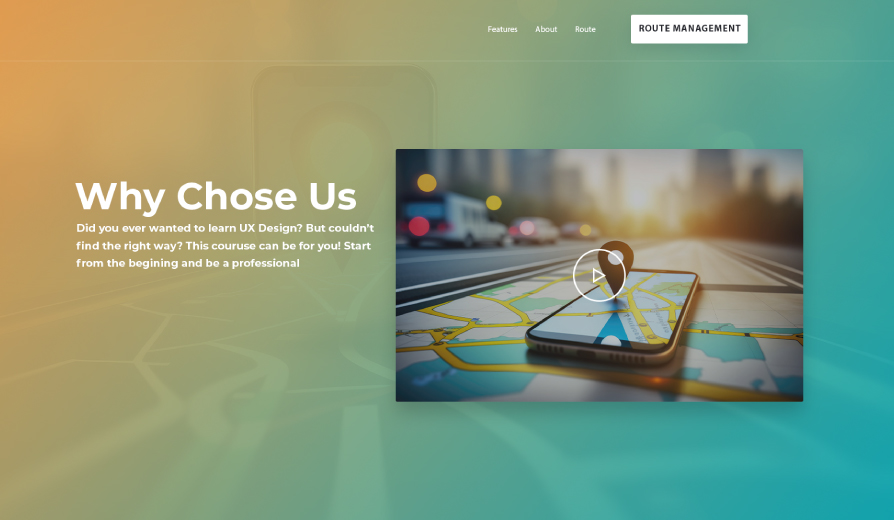 Features About Route ROUTE MANAGEMENT
Why Chose Us
Did you ever wanted to learn UX Design? But couldn't
find the right way? This couruse can be for you! Start
from the begining and be a professional